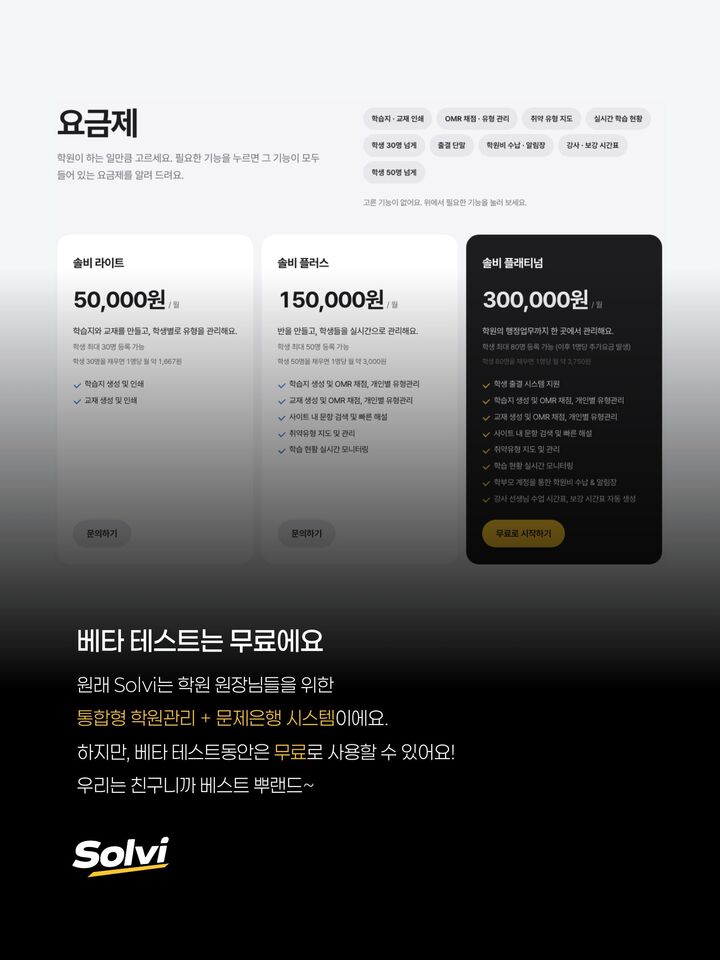 요금제
학원이 하는 일만큼 고르세요. 필요한 기능을 누르면 그 기능이 모두
들어 있는 요금제를 알려 드려요.
학습지 · 교재 인쇄
OMR 채점 · 유형 관리
취약 유형 지도
실시간 학습 현황
학생 30명 넘게
출결 단말
학원비 수납 · 알림장
강사 · 보강 시간표
학생 50명 넘게
고른 기능이 없어요. 위에서 필요한 기능을 눌러 보세요.
솔비 라이트
50,000원 / 월
학습지와 교재를 만들고, 학생별로 유형을 관리해요.
학생 최대 30명 등록 가능
학생 30명을 채우면 1명당 월 약 1,667원
학습지 생성 및 인쇄
교재 생성 및 인쇄
문의하기
솔비 플러스
150,000원 / 월
반을 만들고, 학생들을 실시간으로 관리해요.
학생 최대 50명 등록 가능
학생 50명을 채우면 1명당 월 약 3,000원
학습지 생성 및 OMR 채점, 개인별 유형관리
교재 생성 및 OMR 채점, 개인별 유형관리
사이트 내 문항 검색 및 빠른 해설
취약유형 지도 및 관리
학습 현황 실시간 모니터링
문의하기
솔비 플래티넘
300,000원 / 월
학원의 행정업무까지 한 곳에서 관리해요.
학생 최대 80명 등록 가능 (이후 1명당 추가요금 발생)
학생 80명을 채우면 1명당 월 약 3,750원
학생 출결 시스템 지원
학습지 생성 및 OMR 채점, 개인별 유형관리
교재 생성 및 OMR 채점, 개인별 유형관리
사이트 내 문항 검색 및 빠른 해설
취약유형 지도 및 관리
학습 현황 실시간 모니터링
학부모 계정을 통한 학원비 수납 & 알림장
강사 선생님 수업 시간표, 보강 시간표 자동 생성
무료로 시작하기
베타 테스트는 무료에요
원래 Solvi는 학원 원장님들을 위한
통합형 학원관리 + 문제은행 시스템이에요.
하지만, 베타 테스트동안은 무료로 사용할 수 있어요!
우리는 친구니까 베스트 뿌랜드~
Solvi